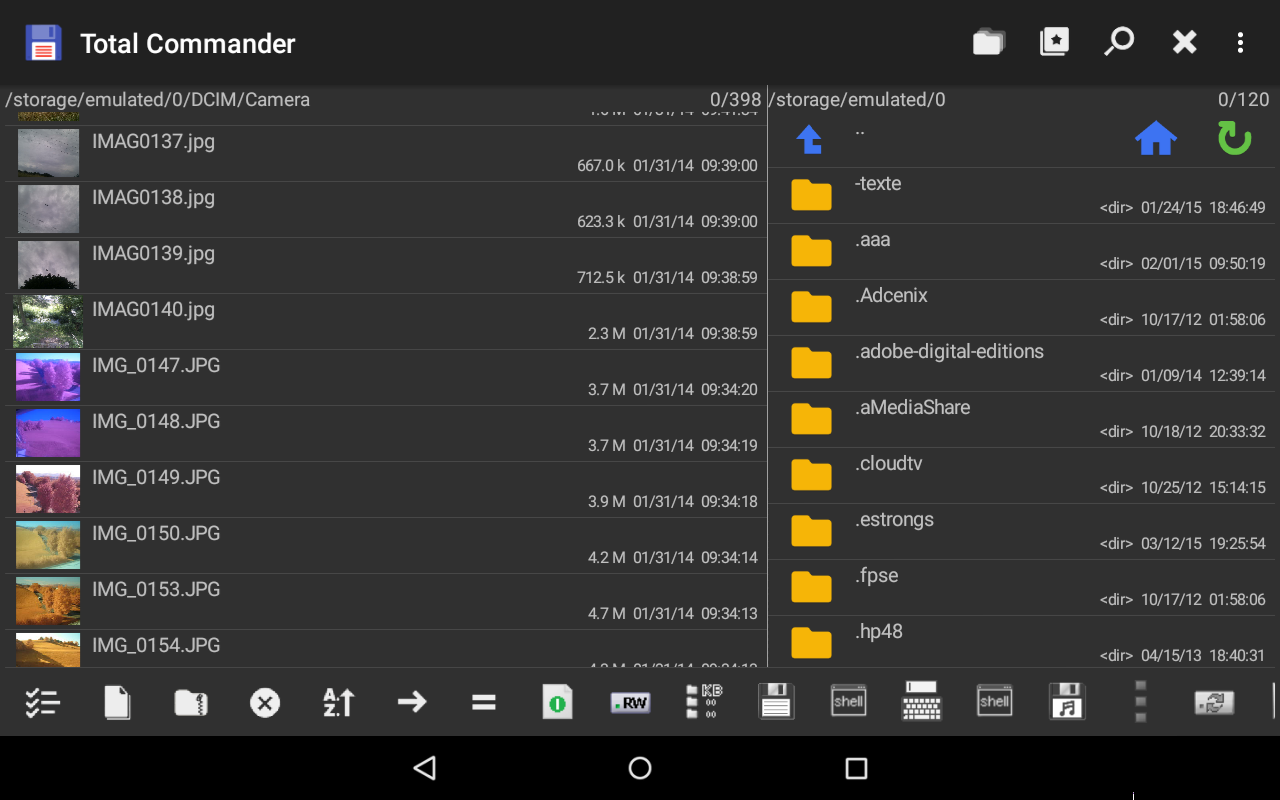 Total Commander
/storage/emulated/0/DCIM/Camera 0/398
IMAG0137.jpg
667.0 k 01/31/14 09:39:00
IMAG0138.jpg
623.3 k 01/31/14 09:39:00
IMAG0139.jpg
712.5 k 01/31/14 09:38:59
IMAG0140.jpg
2.3 M 01/31/14 09:38:59
IMG_0147.JPG
3.7 M 01/31/14 09:34:20
IMG_0148.JPG
3.7 M 01/31/14 09:34:19
IMG_0149.JPG
3.9 M 01/31/14 09:34:18
IMG_0150.JPG
4.2 M 01/31/14 09:34:14
IMG_0153.JPG
4.7 M 01/31/14 09:34:13
IMG_0154.JPG
/storage/emulated/0 0/120
..
-texte
<dir> 01/24/15 18:46:49
.aaa
<dir> 02/01/15 09:50:19
.Adcenix
<dir> 10/17/12 01:58:06
.adobe-digital-editions
<dir> 01/09/14 12:39:14
.aMediaShare
<dir> 10/18/12 20:33:32
.cloudtv
<dir> 10/25/12 15:14:15
.estrongs
<dir> 03/12/15 19:25:54
.fpse
<dir> 10/17/12 01:58:06
.hp48
<dir> 04/15/13 18:40:31
A
Z
.RW
KB
00
00
shell
shell